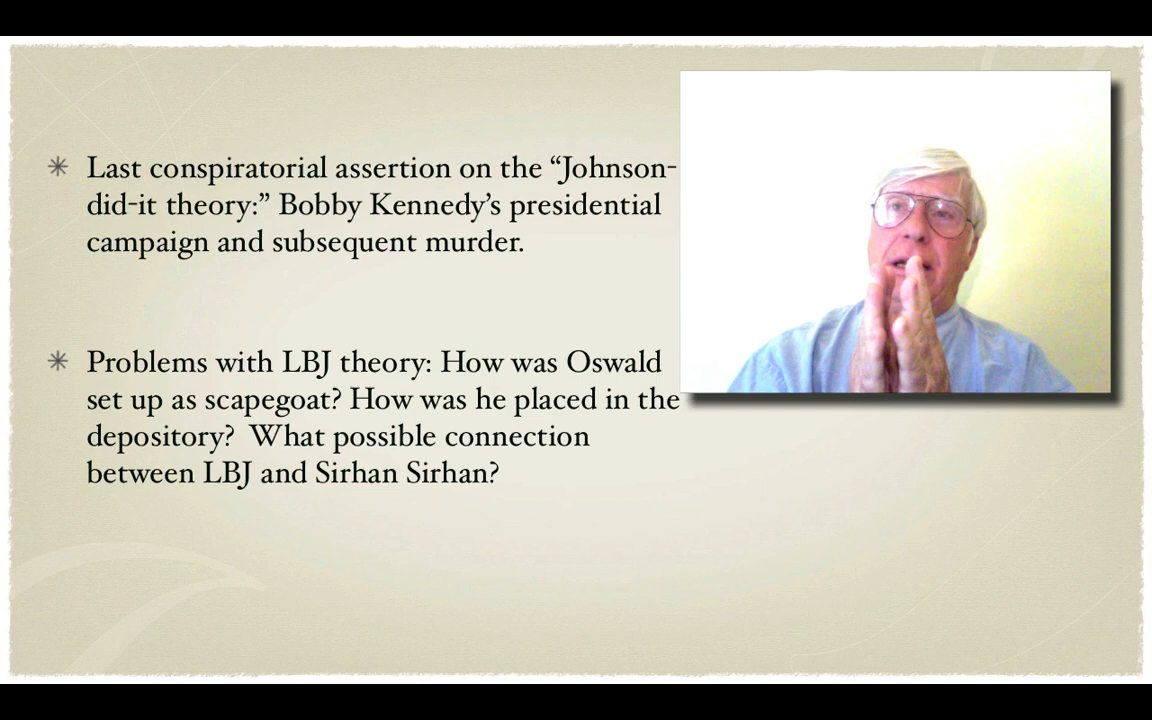 Last conspiratorial assertion on the “Johnson-
did-it theory:” Bobby Kennedy’s presidential
campaign and subsequent murder.
Problems with LBJ theory: How was Oswald
set up as scapegoat? How was he placed in the
depository?  What possible connection
between LBJ and Sirhan Sirhan?